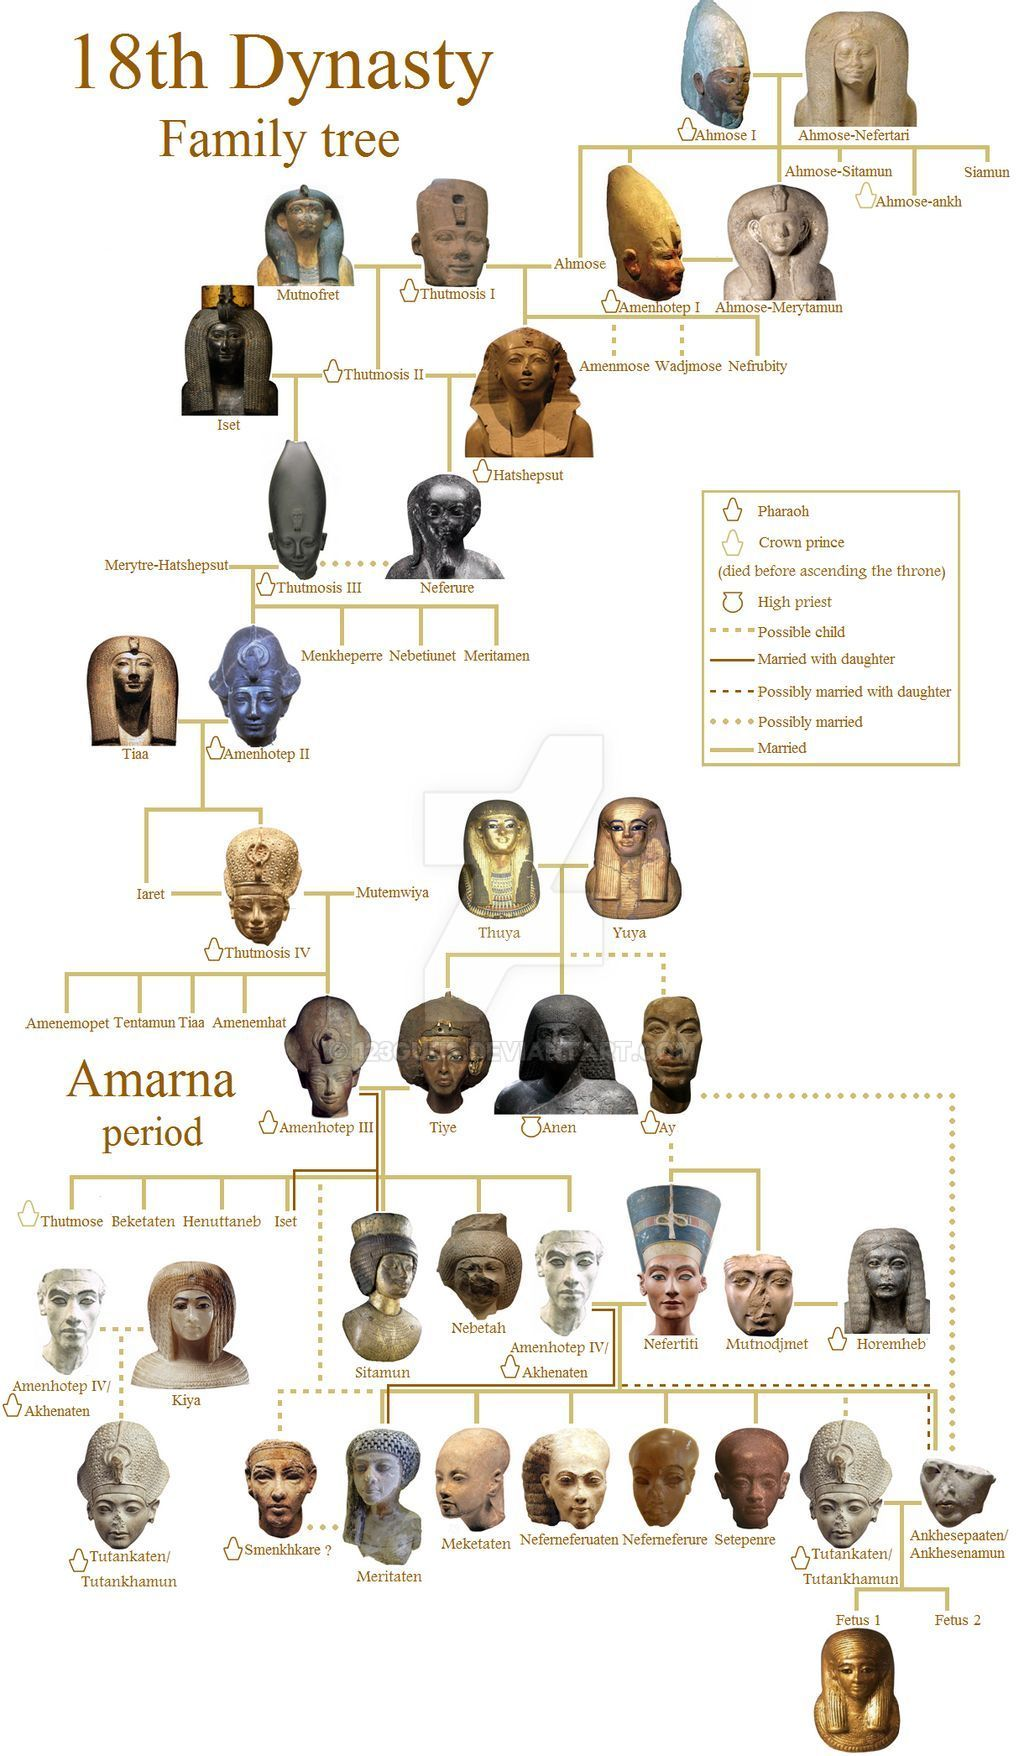 18th Dynasty
Family tree
Ahmose I
Ahmose-Nefertari
Ahmose-Sitamun
Siamun
Ahmose-ankh
Mutnofret
Thutmosis I
Ahmose
Amenhotep I
Ahmose-Merytamun
Iset
Thutmosis II
Amenmose
Wadjmose
Nefrubity
Hatshepsut
Merytre-Hatshepsut
Thutmosis III
Neferure
Pharaoh
Crown prince
(died before ascending the throne)
High priest
Possible child
Married with daughter
Possibly married with daughter
Possibly married
Married
Menkheperre
Nebetiunet
Meritamen
Tiaa
Amenhotep II
Iaret
Mutemwiya
Thutmosis IV
Thuya
Yuya
Amenemopet
Tentamun
Tiaa
Amenemhat
Amarna
period
Amenhotep III
Tiye
Anen
Ay
Thutmose
Beketaten
Henuttaneb
Iset
Sitamun
Nebetah
Amenhotep IV/
Akhenaten
Nefertiti
Mutnodjmet
Horemheb
Amenhotep IV/
Akhenaten
Kiya
Tutankaten/
Tutankhamun
Smenkhkare ?
Meritaten
Meketaten
Neferneferuaten
Neferneferure
Setepenre
Tutankaten/
Tutankhamun
Ankhesepaaten/
Ankhesenamun
Fetus 1
Fetus 2